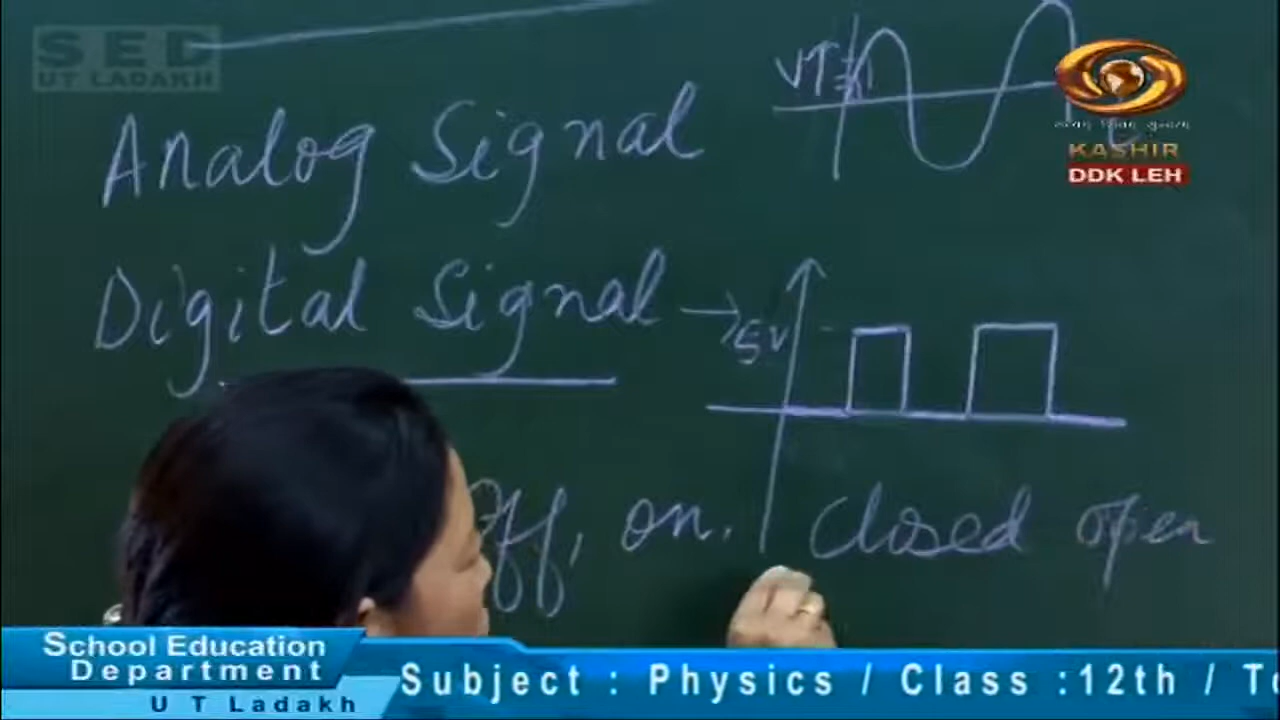 SED
UT LADAKH
VT
KASHIR
DDK LEH
Analog Signal
Digital Signal → 5V
off, on. closed open
School Education
Department
U T Ladakh
Subject : Physics / Class :12th / To